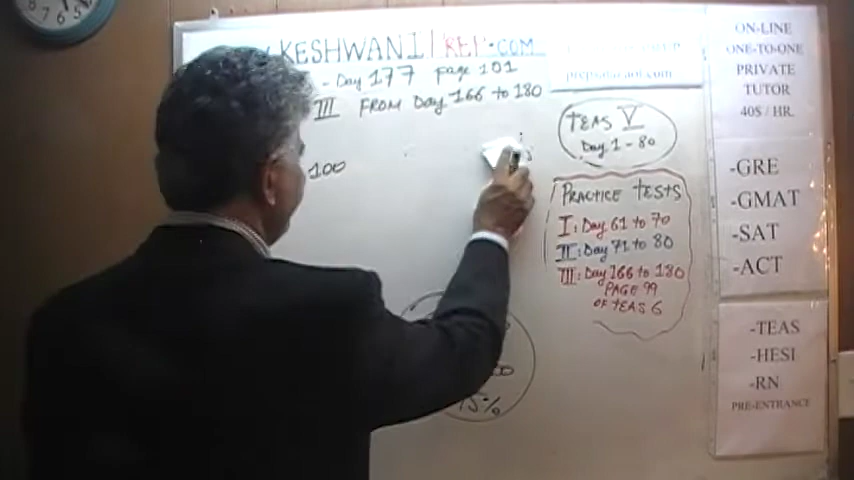 KESHWANI PREP.COM
- Day 177 page 101
III FROM Day 166 to 180
100
TEAS V
Day 1 - 80
PRACTICE TESTS
I: Day 61 to 70
II: Day 71 to 80
III: Day 166 to 180
PAGE 99
OF TEAS 6
15%
ON-LINE
ONE-TO-ONE
PRIVATE
TUTOR
40$ / HR.
-GRE
-GMAT
-SAT
-ACT
-TEAS
-HESI
-RN
PRE-ENTRANCE